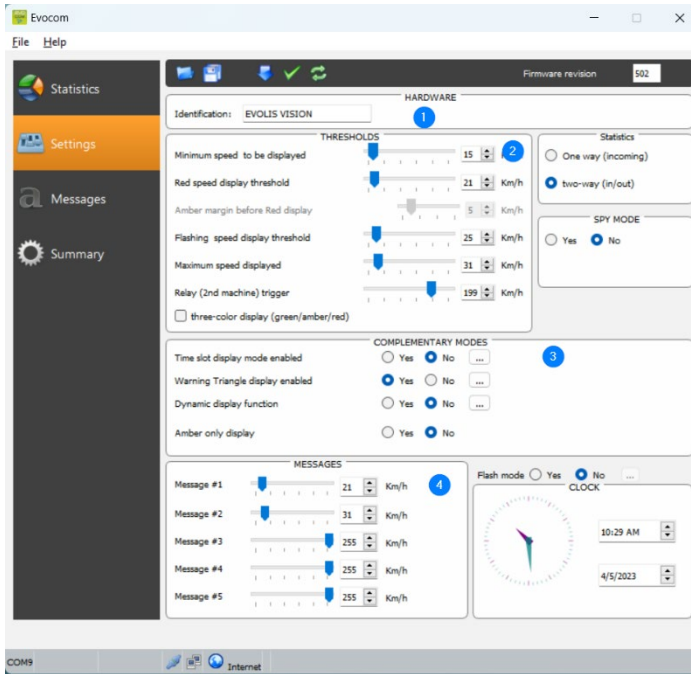 Evocom
File Help
Statistics
Settings
Messages
Summary
Firmware revision 502
HARDWARE
Identification: EVOLIS VISION
1
THRESHOLDS
2
Minimum speed to be displayed 15
Red speed display threshold 21 Km/h
Amber margin before Red display 5 Km/h
Flashing speed display threshold 25 Km/h
Maximum speed displayed 31 Km/h
Relay (2nd machine) trigger 199 Km/h
three-color display (green/amber/red)
Statistics
One way (incoming)
two-way (in/out)
SPY MODE
Yes No
COMPLEMENTARY MODES
3
Time slot display mode enabled Yes No ...
Warning Triangle display enabled Yes No ...
Dynamic display function Yes No ...
Amber only display Yes No
MESSAGES
4
Message #1 21 Km/h
Message #2 31 Km/h
Message #3 255 Km/h
Message #4 255 Km/h
Message #5 255 Km/h
Flash mode Yes No ...
CLOCK
10:29 AM
4/5/2023
COM9 Internet